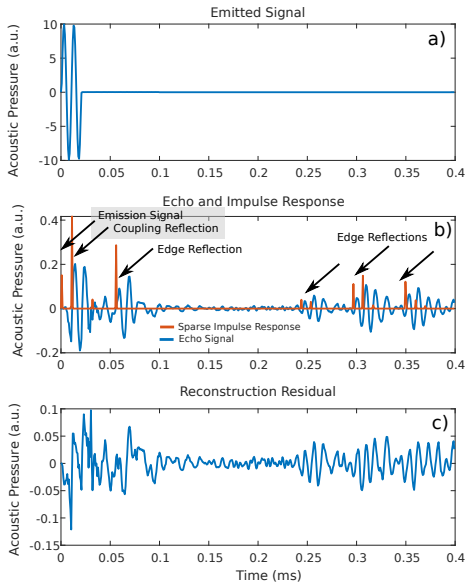 Emitted Signal
a)
Acoustic Pressure (a.u.)
10
5
0
-5
-10
0 0.05 0.1 0.15 0.2 0.25 0.3 0.35 0.4
Echo and Impulse Response
b)
Acoustic Pressure (a.u.)
0.4
0.2
0
-0.2
Emission Signal
Coupling Reflection
Edge Reflection
Edge Reflections
Sparse Impulse Response
Echo Signal
0 0.05 0.1 0.15 0.2 0.25 0.3 0.35 0.4
Reconstruction Residual
c)
Acoustic Pressure (a.u.)
0.1
0.05
0
-0.05
-0.1
-0.15
0 0.05 0.1 0.15 0.2 0.25 0.3 0.35 0.4
Time (ms)